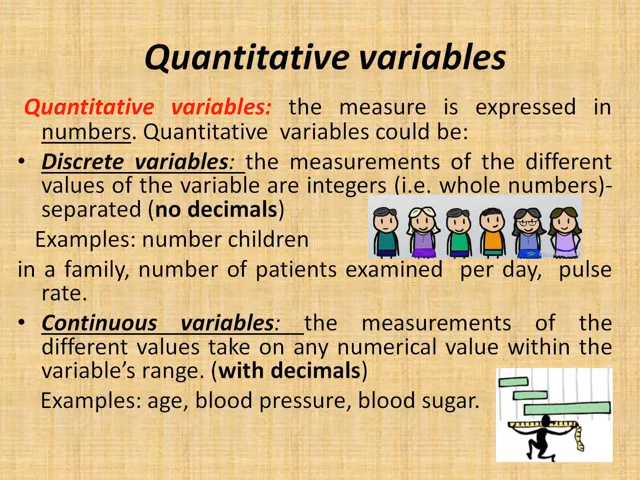 Quantitative variables
Quantitative variables: the measure is expressed in
numbers. Quantitative variables could be:
• Discrete variables: the measurements of the different
values of the variable are integers (i.e. whole numbers)-
separated (no decimals)
Examples: number children
in a family, number of patients examined per day, pulse
rate.
• Continuous variables: the measurements of the
different values take on any numerical value within the
variable's range. (with decimals)
Examples: age, blood pressure, blood sugar.